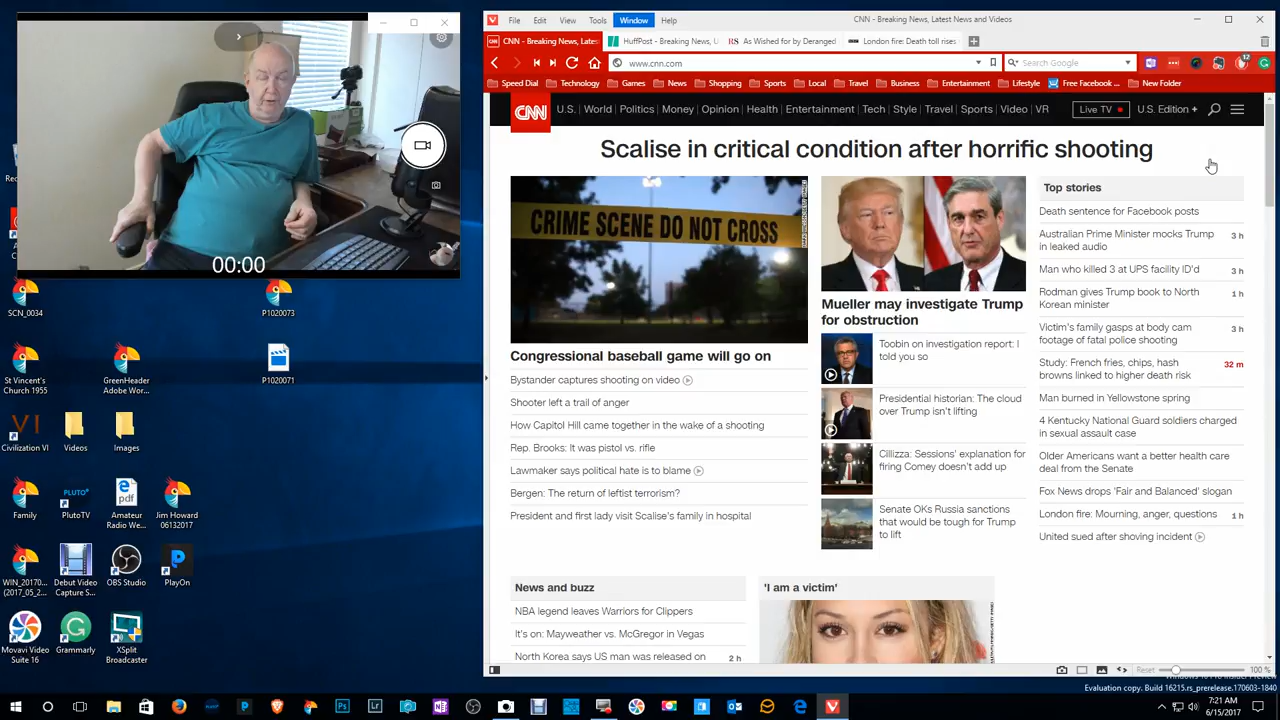 File Edit View Tools Window Help
CNN - Breaking News, Latest News and Videos
CNN - Breaking News, Lates
HuffPost - Breaking News, U
RS As Wished for by Deranged
London fire: Death toll rises
www.cnn.com
Search Google
Speed Dial Technology Games News Shopping Sports Local Travel Business Entertainment Lifestyle Free Facebook ... New Folder
CNN U.S. World Politics Money Opinion Health Entertainment Tech Style Travel Sports Video VR Live TV U.S. Edition +
Scalise in critical condition after horrific shooting
CRIME SCENE DO NOT CROSS
Congressional baseball game will go on
Bystander captures shooting on video
Shooter left a trail of anger
How Capitol Hill came together in the wake of a shooting
Rep. Brooks: It was pistol vs. rifle
Lawmaker says political hate is to blame
Bergen: The return of leftist terrorism?
President and first lady visit Scalise's family in hospital
Mueller may investigate Trump
for obstruction
Toobin on investigation report: I
told you so
Presidential historian: The cloud
over Trump isn't lifting
Cillizza: Sessions' explanation for
firing Comey doesn't add up
Senate OKs Russia sanctions
that would be tough for Trump
to lift
Top stories
Death sentence for Facebook posts
Australian Prime Minister mocks Trump 3 h
in leaked audio
Man who killed 3 at UPS facility ID'd 3 h
Rodman gives Trump book to North 1 h
Korean minister
Victim's family gasps at body cam 3 h
footage of fatal police shooting
Study: French fries, chips, hash 32 m
browns linked to higher death risk
Man burned in Yellowstone spring
4 Kentucky National Guard soldiers charged
in sexual assault case
Older Americans want a better health care
deal from the Senate
Fox News drops 'Fair and Balanced' slogan
London fire: Mourning, anger, questions 1 h
United sued after shoving incident
News and buzz
NBA legend leaves Warriors for Clippers
It's on: Mayweather vs. McGregor in Vegas
North Korea says US man was released on 2 h
'I am a victim'
Reset 100 %
00:00
SCN_0034
P1020073
St Vincent's
Church 1955
GreenHeader
Adobe Wor...
P1020071
VI
Civilization VI
Videos
Images
Family
PLUTO
PlutoTV
pdf
Amateur
Radio We...
Jim Howard
06132017
WIN_20170...
(2017_05_2...
Debut Video
Capture S...
OBS Studio
PlayOn
Movavi Video
Suite 16
Grammarly
XSplit
Broadcaster
Evaluation copy. Build 16215.rs_prerelease.170603-1840
7:21 AM
6/15/2017